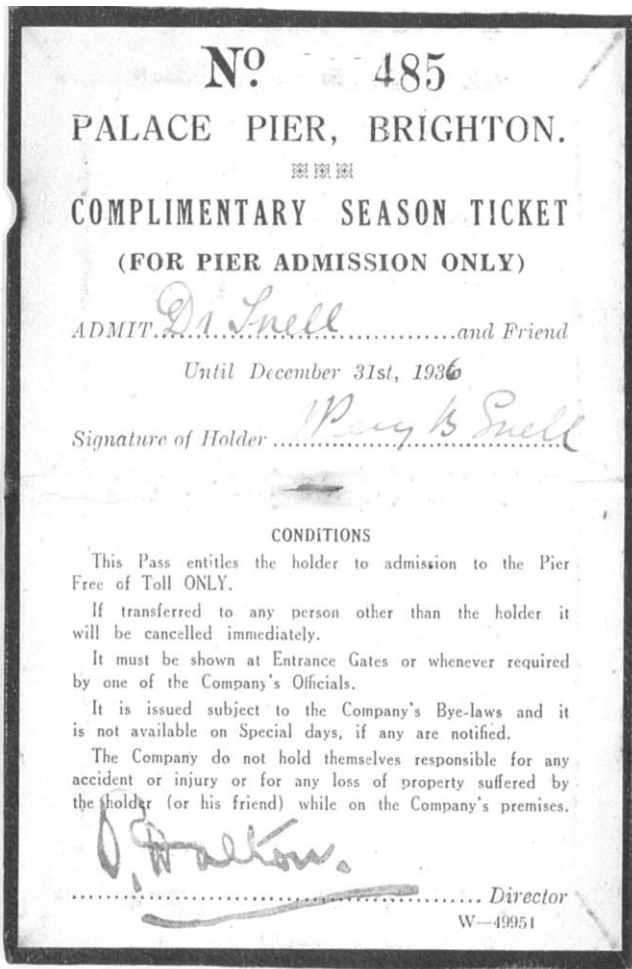 No. 485
PALACE PIER, BRIGHTON.
COMPLIMENTARY SEASON TICKET
(FOR PIER ADMISSION ONLY)
ADMIT Dr Snell and Friend
Until December 31st, 1936
Signature of Holder Percy B Snell
CONDITIONS
This Pass entitles the holder to admission to the Pier
Free of Toll ONLY.
If transferred to any person other than the holder it
will be cancelled immediately.
It must be shown at Entrance Gates or whenever required
by one of the Company's Officials.
It is issued subject to the Company's Bye-laws and it
is not available on Special days, if any are notified.
The Company do not hold themselves responsible for any
accident or injury or for any loss of property suffered by
the holder (or his friend) while on the Company's premises.
Walton.
Director
W—49951